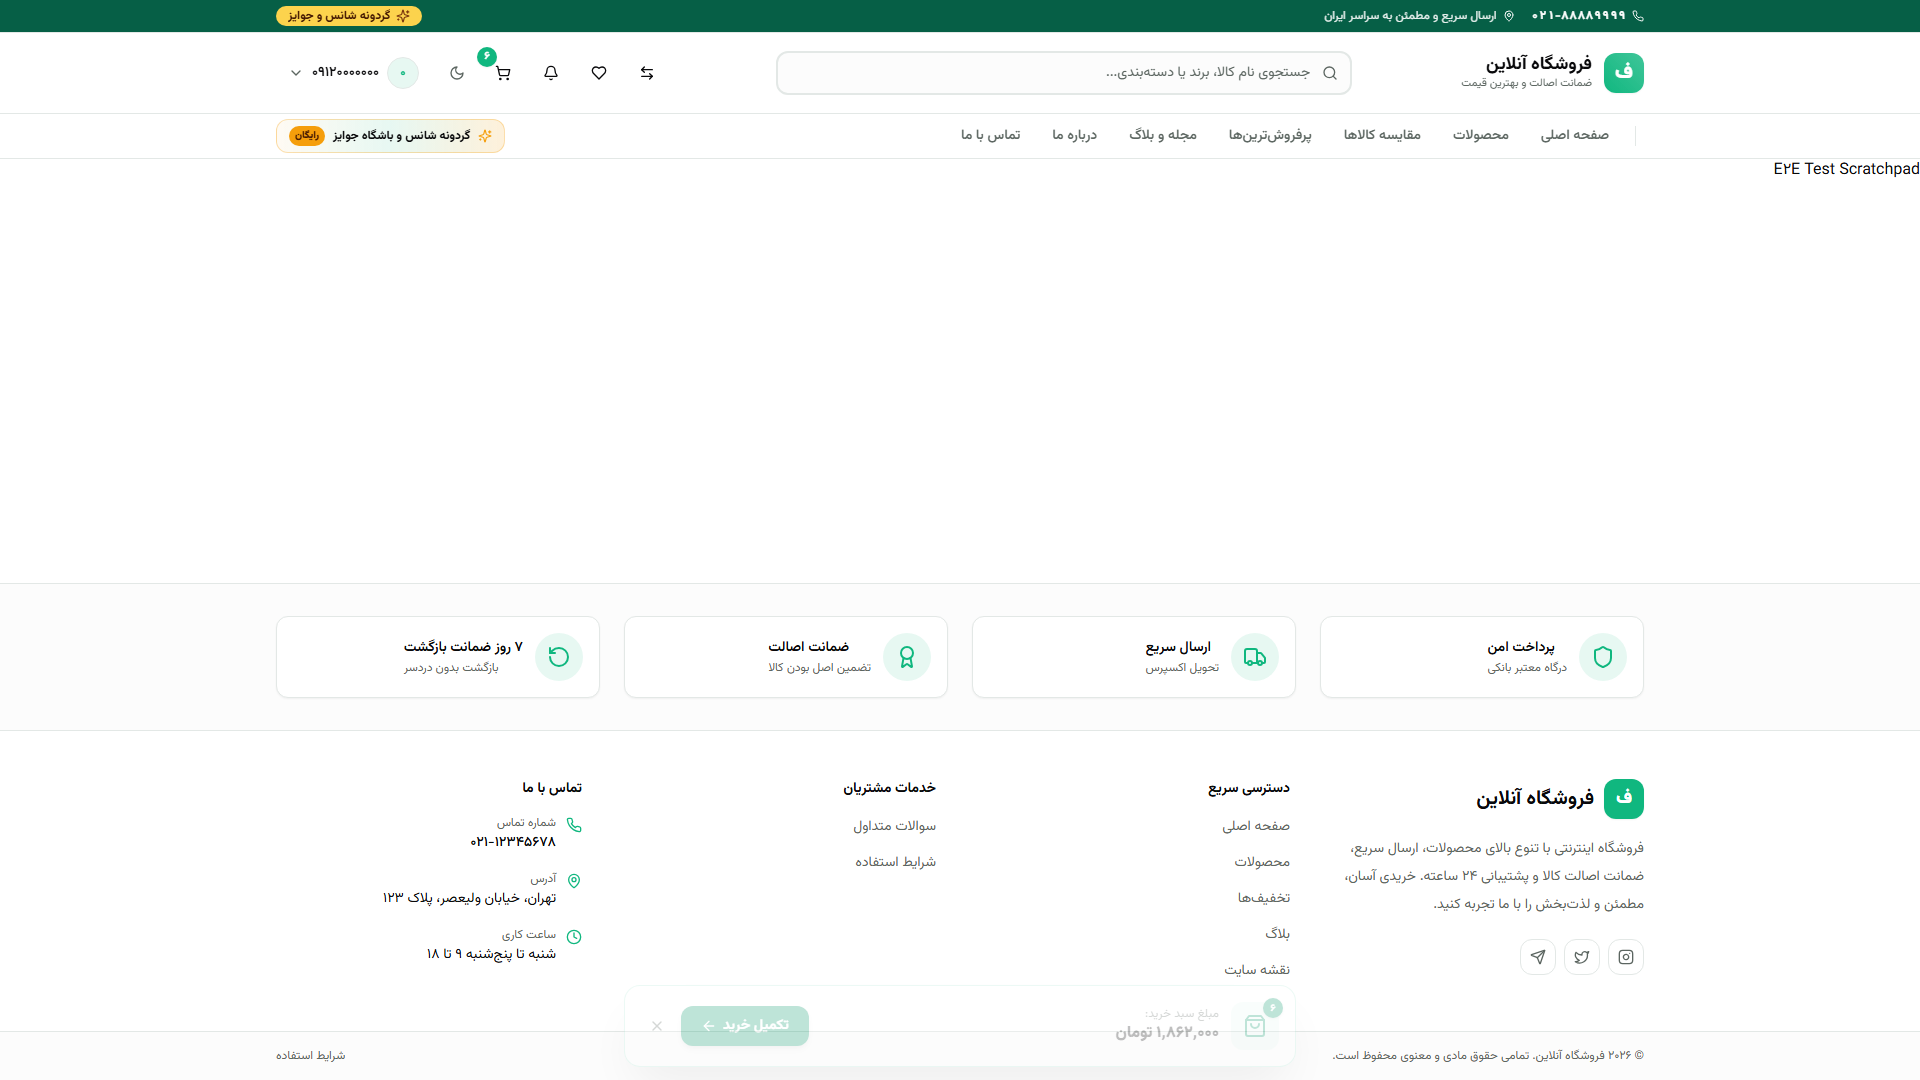 ۰۲۱-۸۸۸۸۹۹۹۹
ارسال سریع و مطمئن به سراسر ایران
گردونه شانس و جوایز
ف
فروشگاه آنلاین
ضمانت اصالت و بهترین قیمت
جستجوی نام کالا، برند یا دسته‌بندی...
۶
۰
۰۹۱۲۰۰۰۰۰۰۰
صفحه اصلی
محصولات
مقایسه کالاها
پرفروش‌ترین‌ها
مجله و بلاگ
درباره ما
تماس با ما
گردونه شانس و باشگاه جوایز
رایگان
E۲E Test Scratchpad
پرداخت امن
درگاه معتبر بانکی
ارسال سریع
تحویل اکسپرس
ضمانت اصالت
تضمین اصل بودن کالا
۷ روز ضمانت بازگشت
بازگشت بدون دردسر
ف
فروشگاه آنلاین
فروشگاه اینترنتی با تنوع بالای محصولات، ارسال سریع،
ضمانت اصالت کالا و پشتیبانی ۲۴ ساعته. خریدی آسان،
مطمئن و لذت‌بخش را با ما تجربه کنید.
دسترسی سریع
صفحه اصلی
محصولات
تخفیف‌ها
بلاگ
نقشه سایت
خدمات مشتریان
سوالات متداول
شرایط استفاده
تماس با ما
شماره تماس
۰۲۱-۱۲۳۴۵۶۷۸
آدرس
تهران، خیابان ولیعصر، پلاک ۱۲۳
ساعت کاری
شنبه تا پنج‌شنبه ۹ تا ۱۸
۶
مبلغ سبد خرید:
۱,۸۶۲,۰۰۰ تومان
تکمیل خرید
© ۲۰۲۶ فروشگاه آنلاین. تمامی حقوق مادی و معنوی محفوظ است.
شرایط استفاده